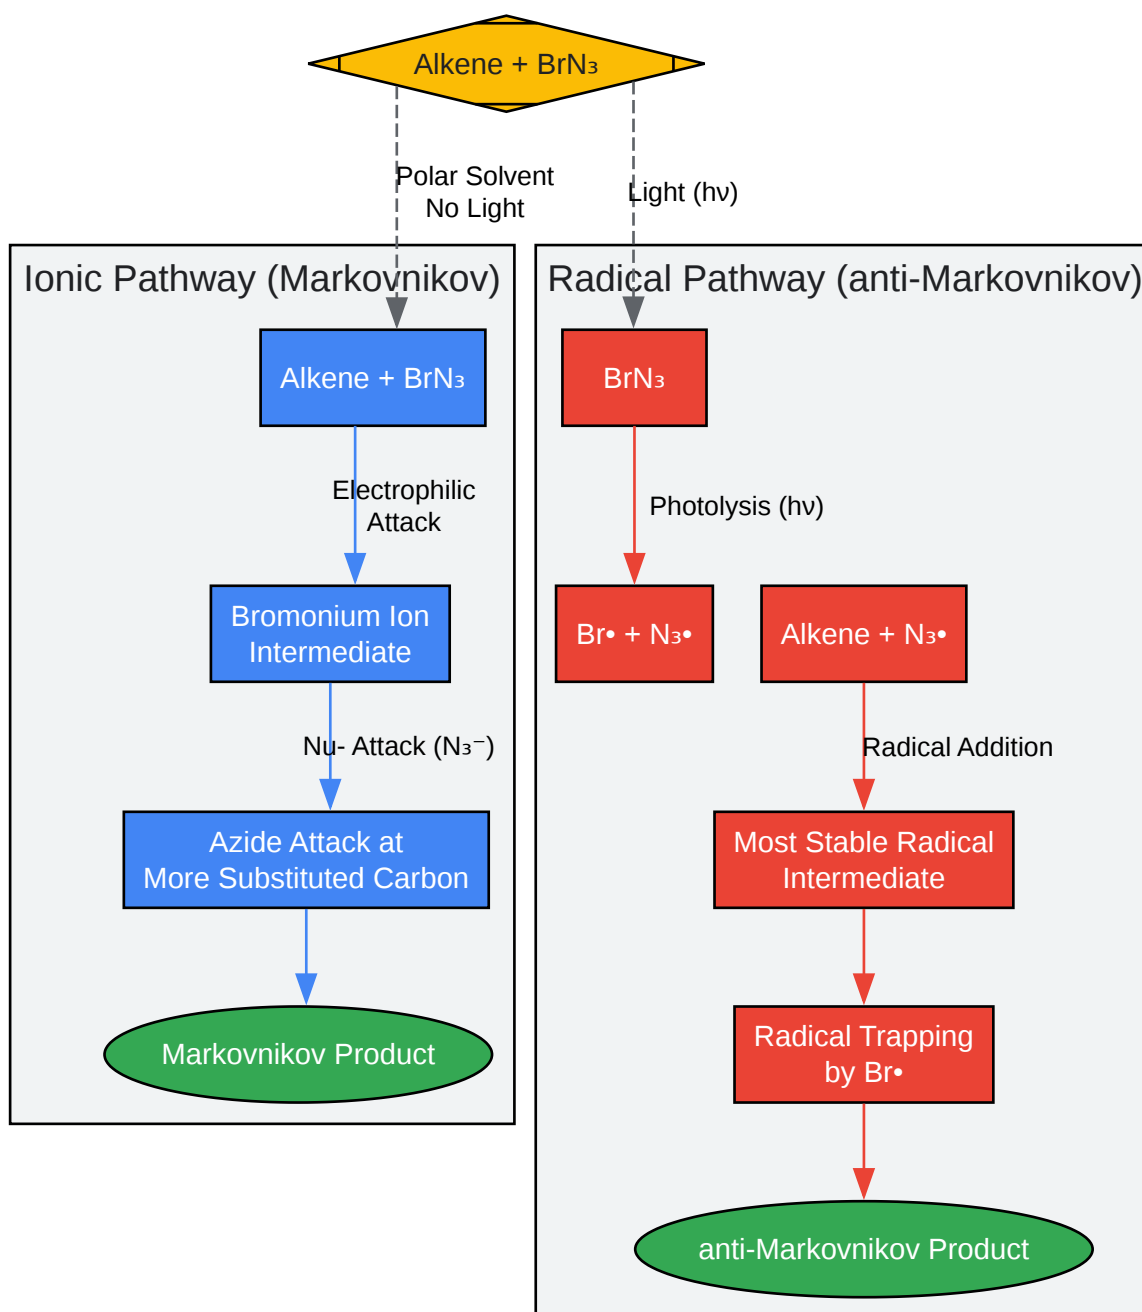 Alkene + BrN₃
Polar Solvent
No Light
Light (hν)
Ionic Pathway (Markovnikov)
Alkene + BrN₃
Electrophilic
Attack
Bromonium Ion
Intermediate
Nu- Attack (N₃⁻)
Azide Attack at
More Substituted Carbon
Markovnikov Product
Radical Pathway (anti-Markovnikov)
BrN₃
Photolysis (hν)
Br• + N₃•
Alkene + N₃•
Radical Addition
Most Stable Radical
Intermediate
Radical Trapping
by Br•
anti-Markovnikov Product